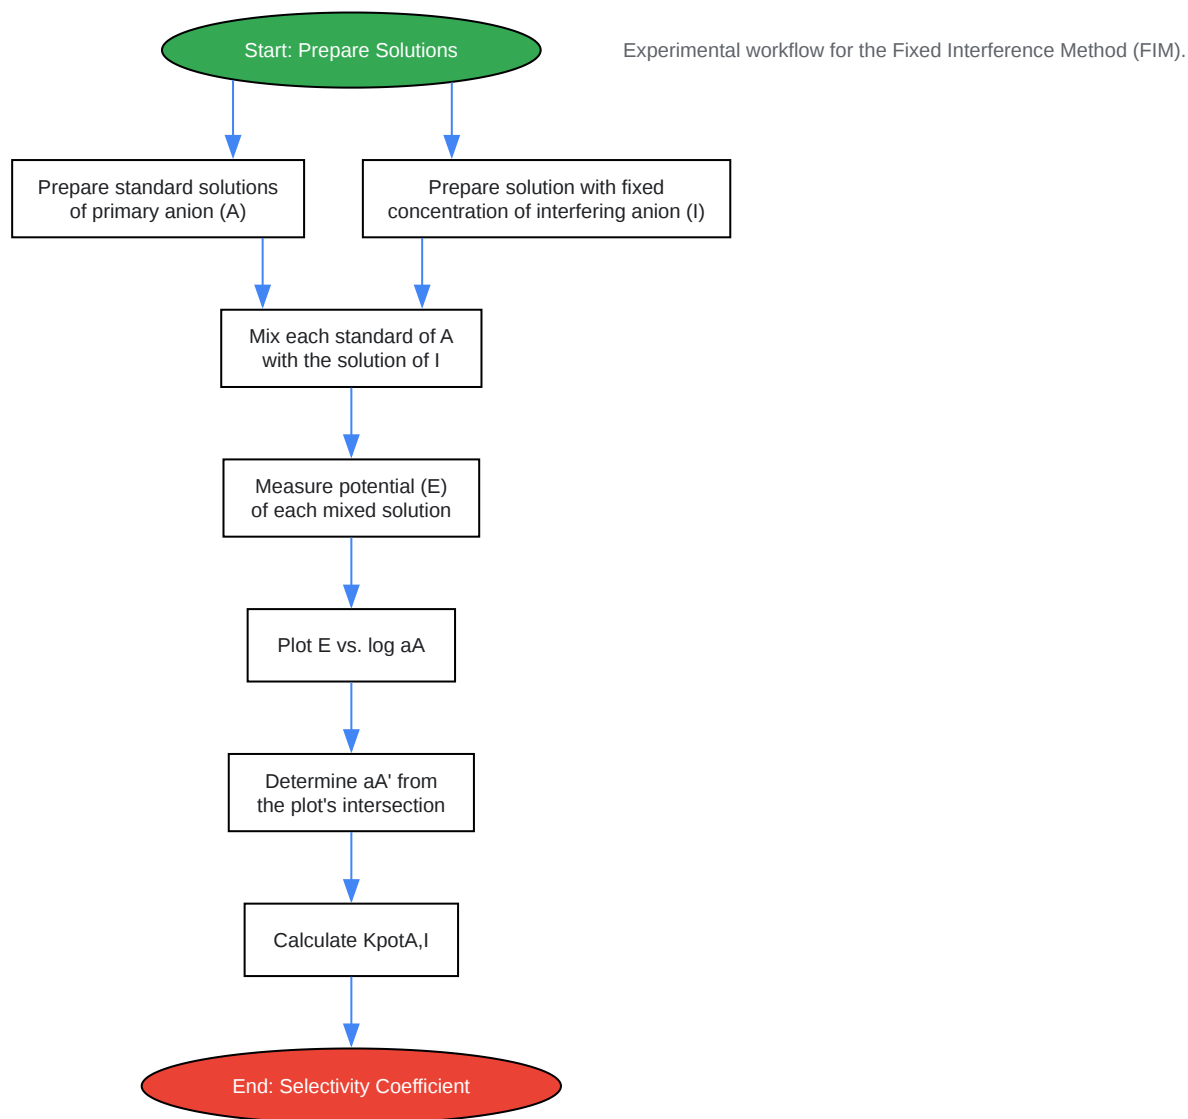 Start: Prepare Solutions
Experimental workflow for the Fixed Interference Method (FIM).
Prepare standard solutions
of primary anion (A)
Prepare solution with fixed
concentration of interfering anion (I)
Mix each standard of A
with the solution of I
Measure potential (E)
of each mixed solution
Plot E vs. log aA
Determine aA' from
the plot's intersection
Calculate KpotA,I
End: Selectivity Coefficient